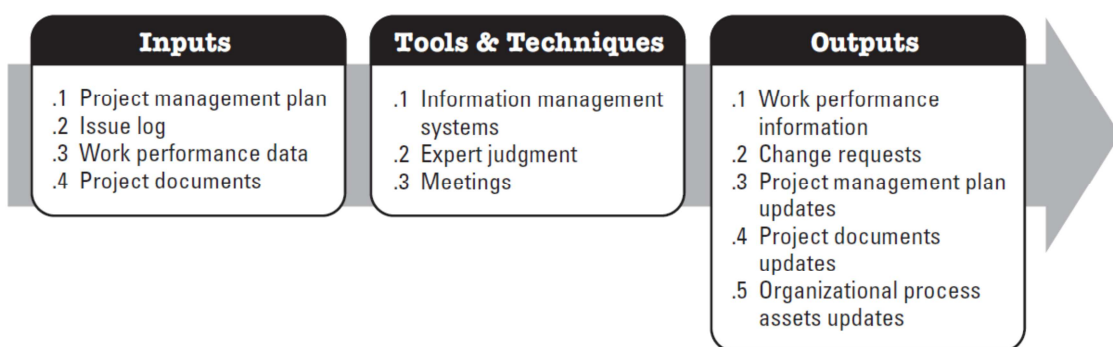 Inputs
.1 Project management plan
.2 Issue log
.3 Work performance data
.4 Project documents
Tools & Techniques
.1 Information management
systems
.2 Expert judgment
.3 Meetings
Outputs
.1 Work performance
information
.2 Change requests
.3 Project management plan
updates
.4 Project documents
updates
.5 Organizational process
assets updates